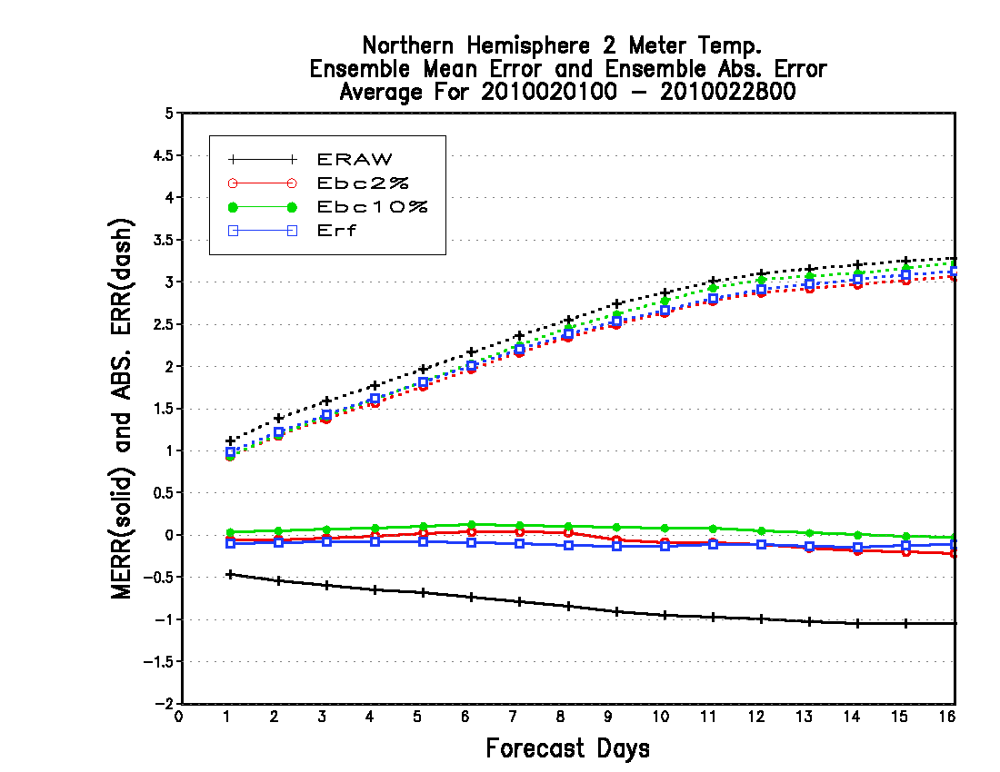 Northern Hemisphere 2 Meter Temp.
Ensemble Mean Error and Ensemble Abs. Error
Average For 2010020100 – 2010022800
MERR(solid) and ABS. ERR(dash)
5
4.5
4
3.5
3
2.5
2
1.5
1
0.5
0
−0.5
−1
−1.5
−2
ERAW
Ebc2%
Ebc10%
Erf
0 1 2 3 4 5 6 7 8 9 10 11 12 13 14 15 16
Forecast Days